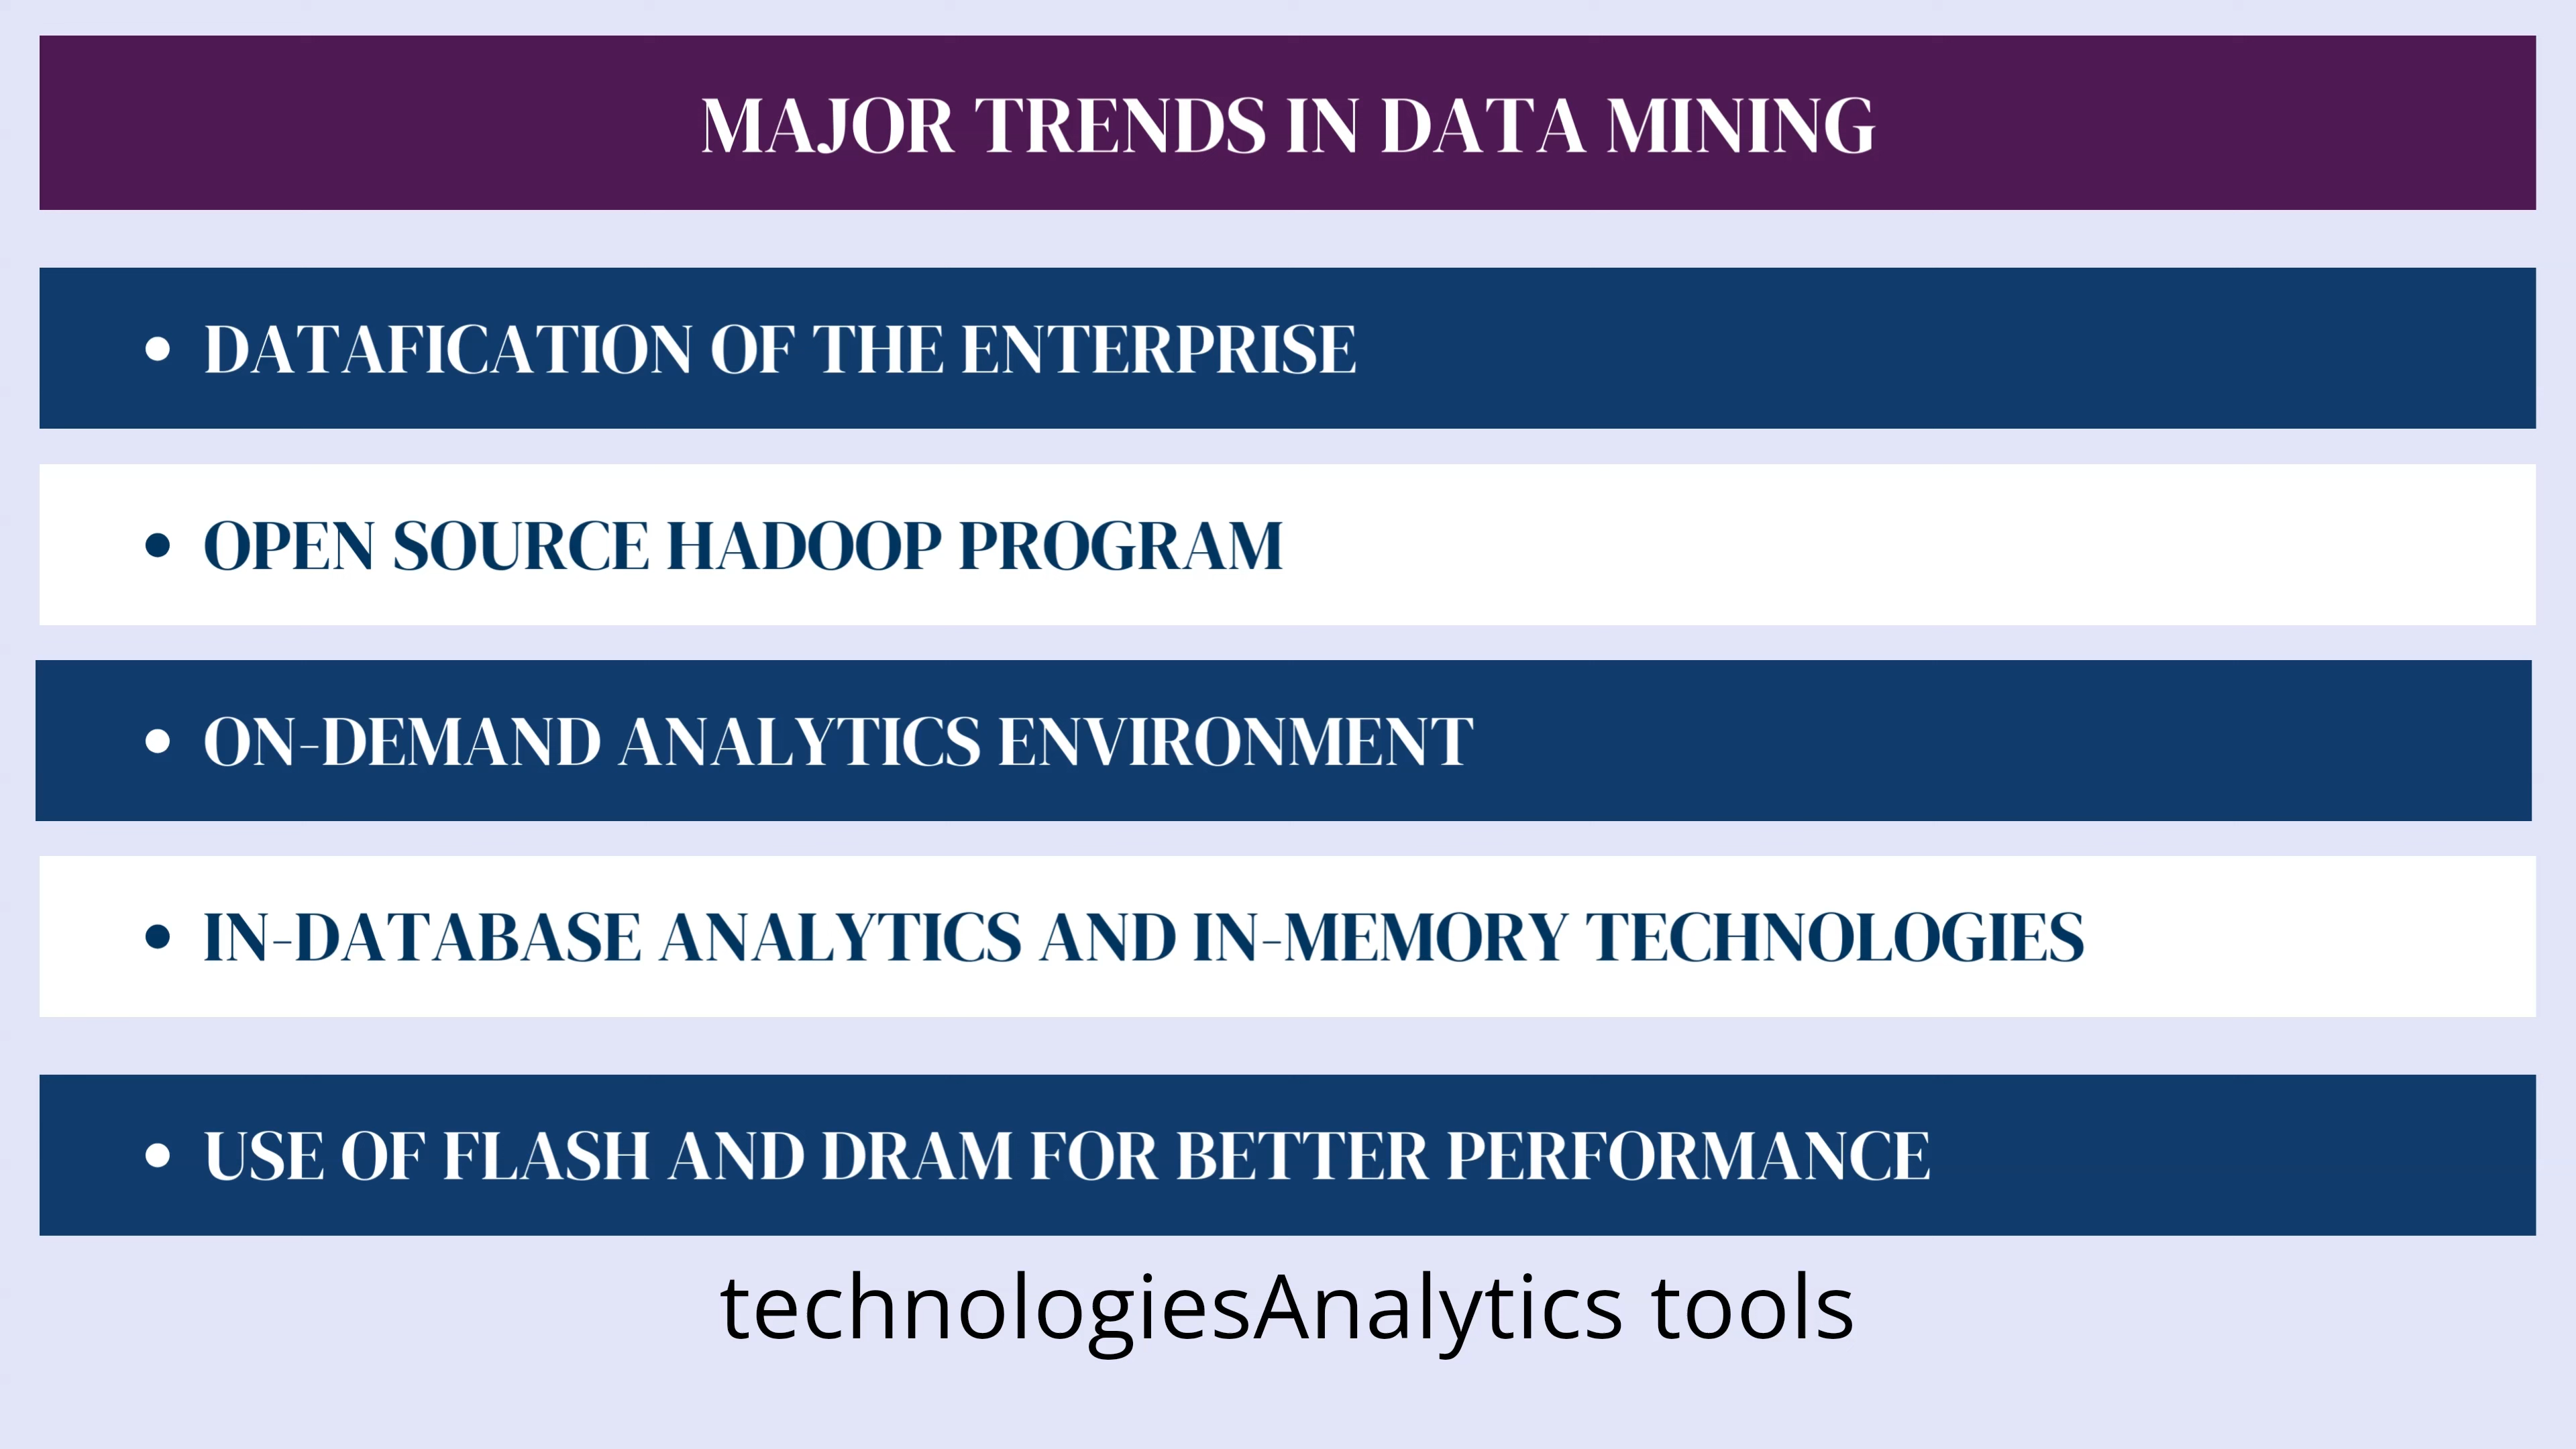 MAJOR TRENDS IN DATA MINING
• DATAFICATION OF THE ENTERPRISE
• OPEN SOURCE HADOOP PROGRAM
• ON-DEMAND ANALYTICS ENVIRONMENT
• IN-DATABASE ANALYTICS AND IN-MEMORY TECHNOLOGIES
• USE OF FLASH AND DRAM FOR BETTER PERFORMANCE
technologiesAnalytics tools